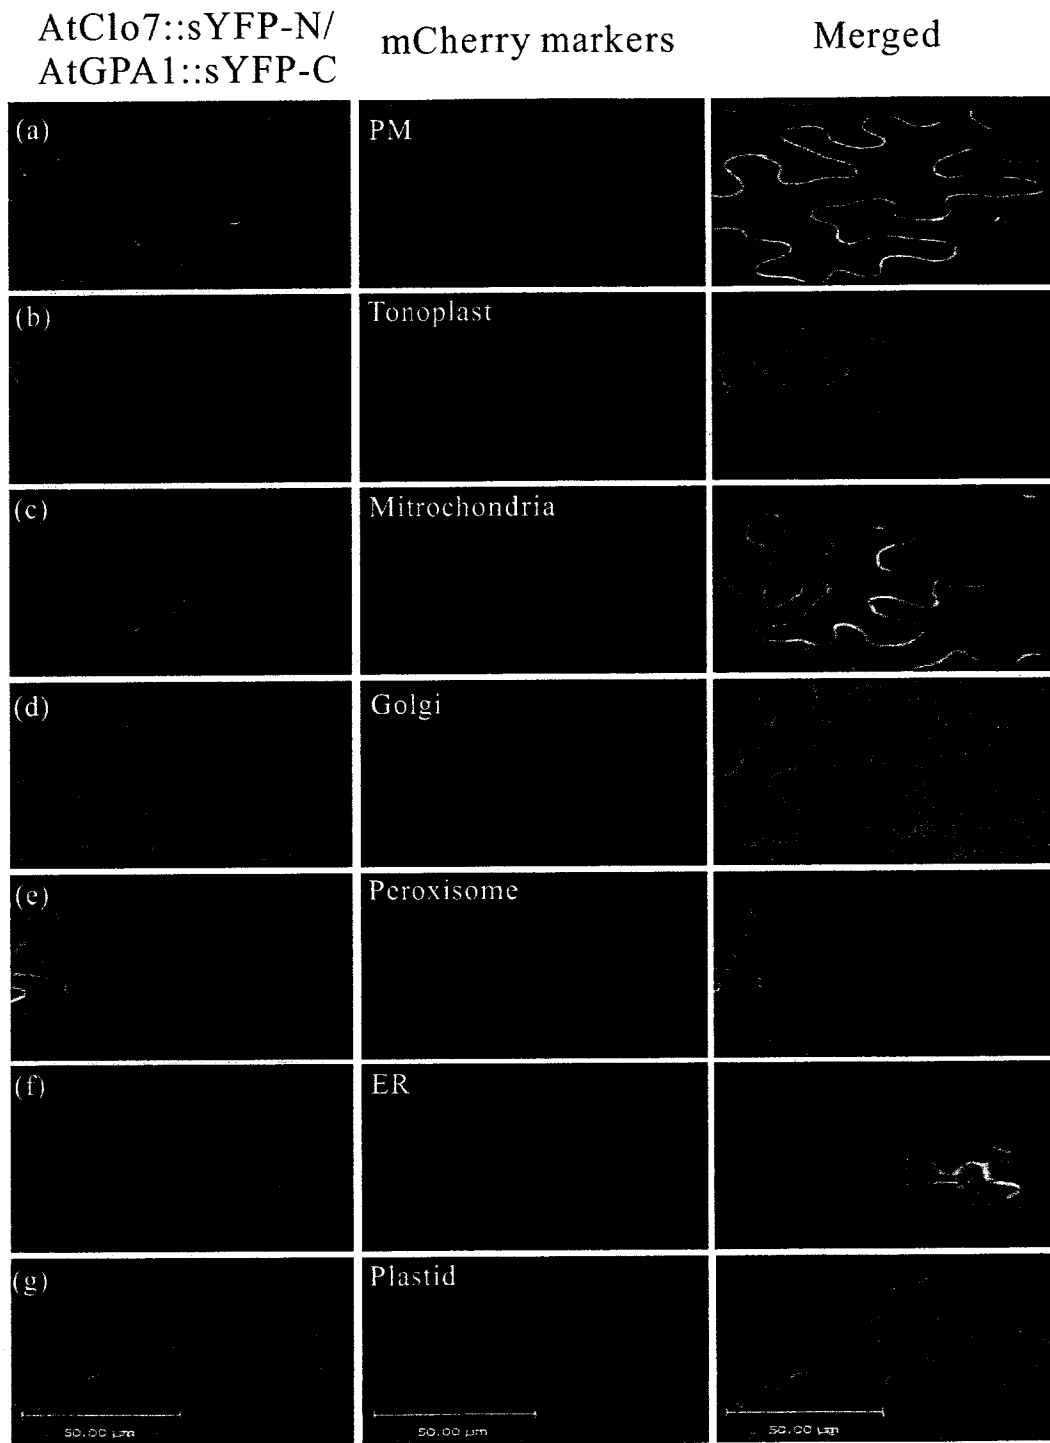 AtClo7::sYFP-N/
AtGPA1::sYFP-C
mCherry markers
Merged
(a)
PM
(b)
Tonoplast
(c)
Mitrochondria
(d)
Golgi
(e)
Peroxisome
(f)
ER
(g)
Plastid
50.00 µm
50.00 µm
50.00 µm